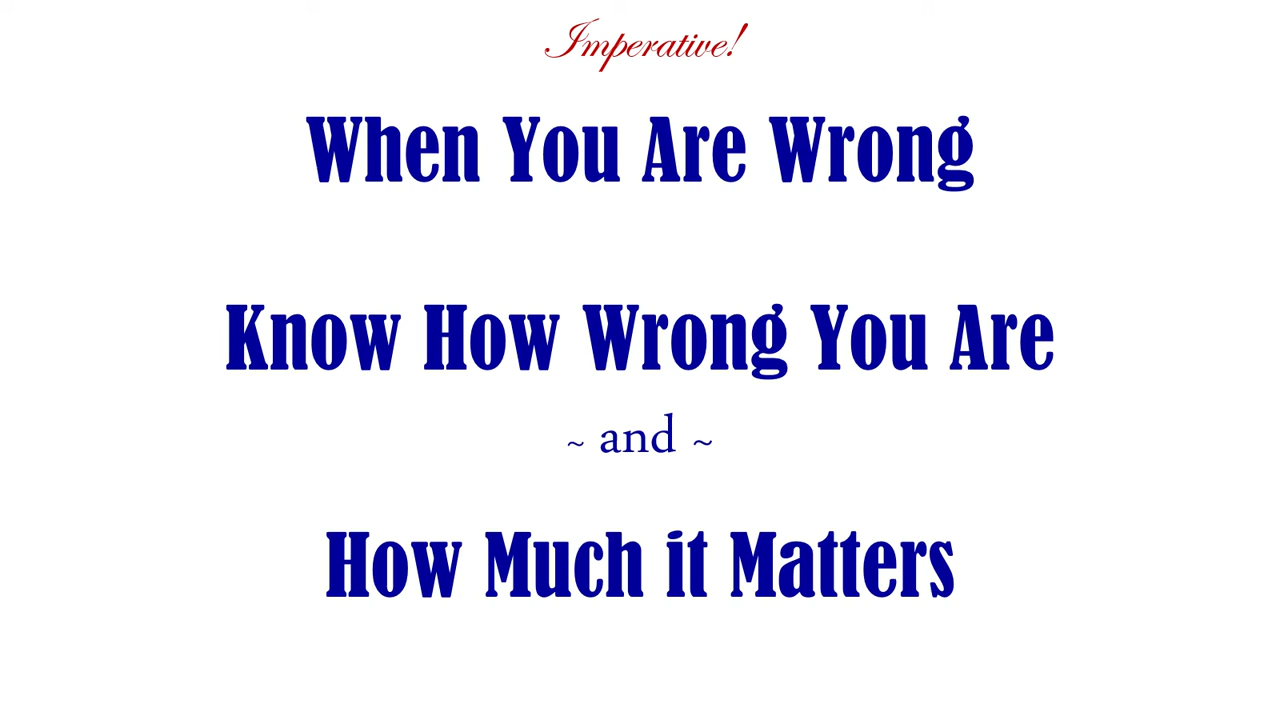 Imperative!
When You Are Wrong
Know How Wrong You Are
~ and ~
How Much it Matters